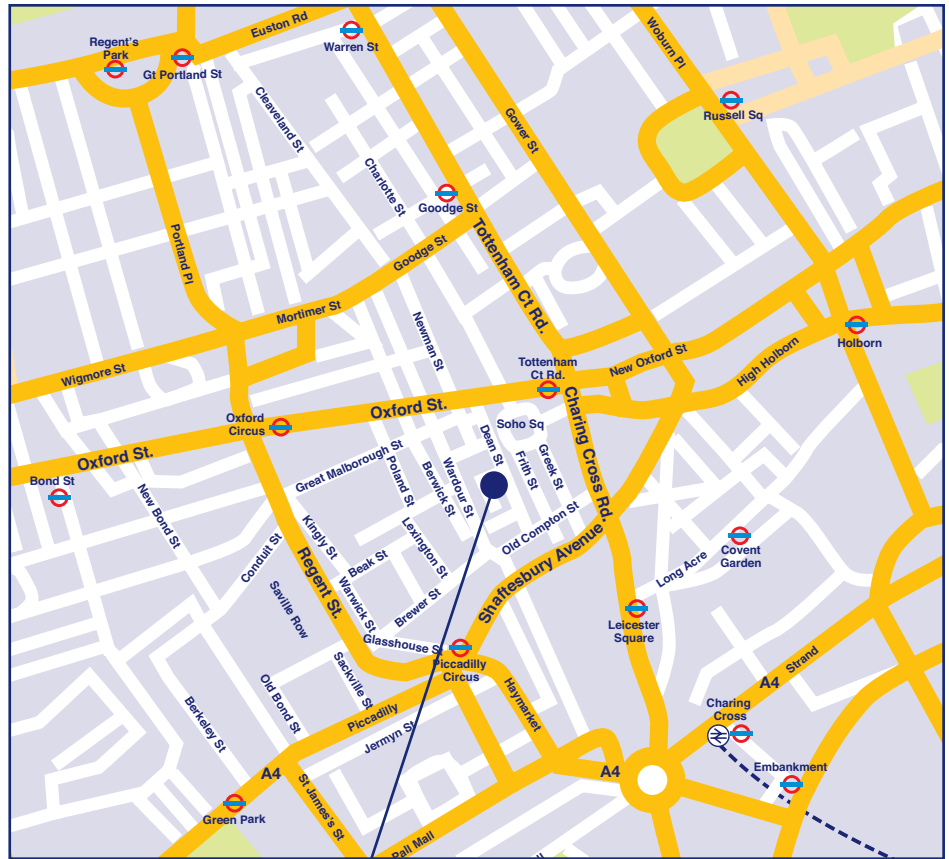 Euston Rd
Woburn Pl
Regent's
Park
Warren St
Gt Portland St
Cleaveland St
Gower St
Russell Sq
Charlotte St
Goodge St
Portland Pl
Goodge St
Tottenham Ct Rd.
Mortimer St
Newman St
Wigmore St
New Oxford St
High Holborn
Holborn
Tottenham
Ct Rd.
Oxford St.
Charing Cross Rd.
Oxford
Circus
Soho Sq
Oxford St.
Great Malborough St
Dean St
Frith St
Greek St
Bond St
New Bond St
Poland St
Berwick St
Wardour St
Kingly St
Conduit St
Lexington St
Old Compton St
Beak St
Regent St.
Shaftesbury Avenue
Covent
Garden
Long Acre
Saville Row
Warwick St
Brewer St
Leicester
Square
Glasshouse St
Piccadilly
Circus
Sackville St
Strand
A4
Old Bond St
Haymarket
Berkeley St
Piccadilly
Jermyn St
Charing
Cross
A4
A4
Embankment
St James's St
Green Park
Pall Mall